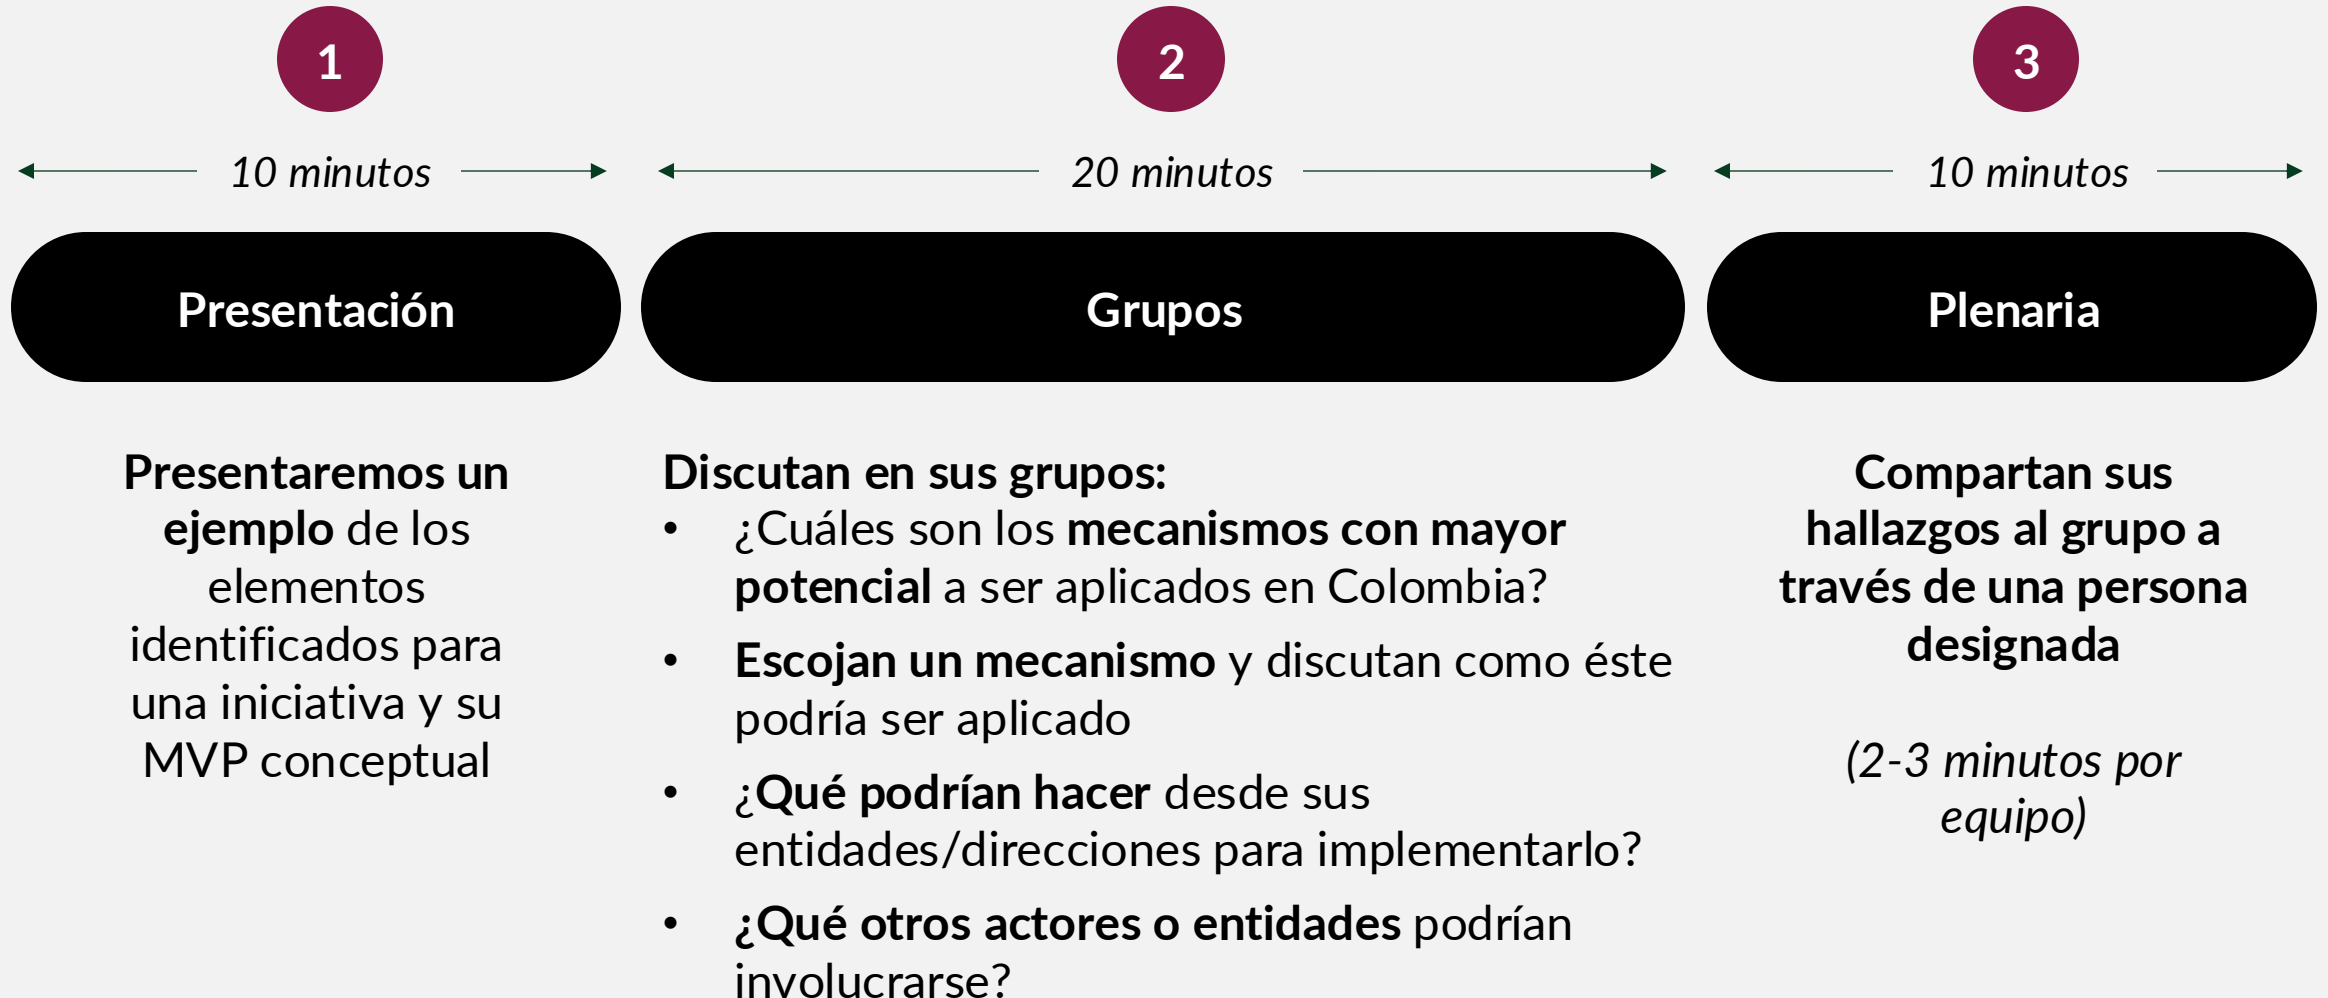 1
10 minutos
Presentación
Presentaremos un
ejemplo de los
elementos
identificados para
una iniciativa y su
MVP conceptual
2
20 minutos
Grupos
Discutan en sus grupos:
• ¿Cuáles son los mecanismos con mayor
potencial a ser aplicados en Colombia?
• Escojan un mecanismo y discutan como éste
podría ser aplicado
• ¿Qué podrían hacer desde sus
entidades/direcciones para implementarlo?
• ¿Qué otros actores o entidades podrían
involucrarse?
3
10 minutos
Plenaria
Compartan sus
hallazgos al grupo a
través de una persona
designada
(2-3 minutos por
equipo)